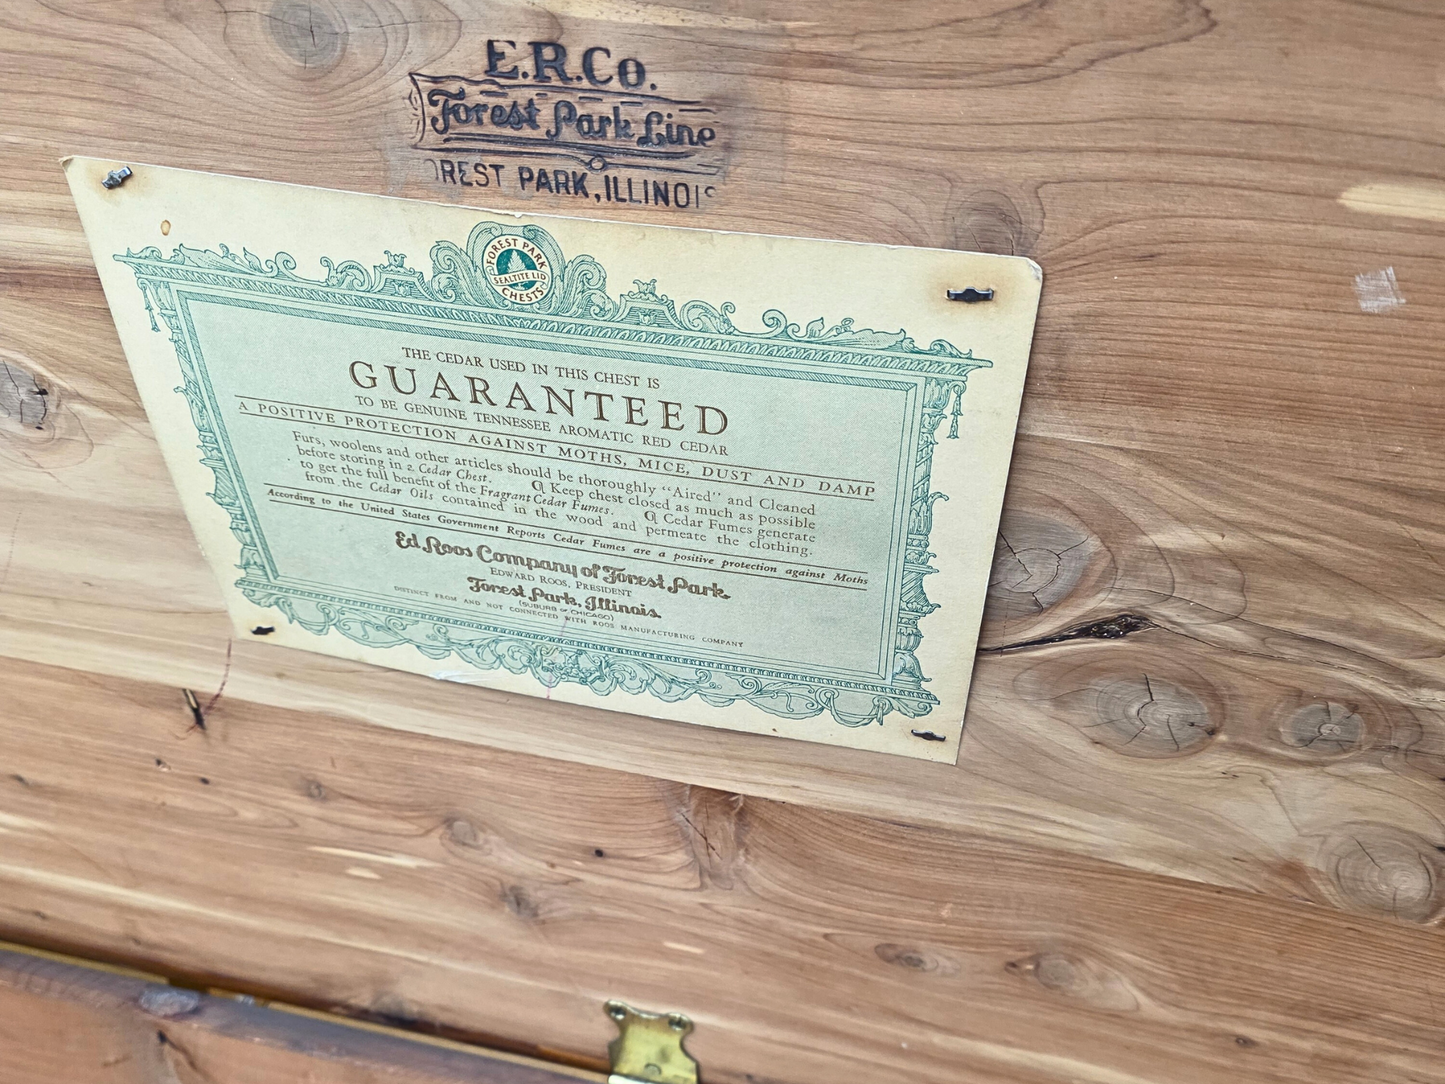 E.R.Co.
Forest Park Line
OREST PARK, ILLINOIS
FOREST PARK
SEALTITE LID
CHESTS
THE CEDAR USED IN THIS CHEST IS
GUARANTEED
TO BE GENUINE TENNESSEE AROMATIC RED CEDAR
A POSITIVE PROTECTION AGAINST MOTHS, MICE, DUST AND DAMP
Furs, woolens and other articles should be thoroughly "Aired" and Cleaned
before storing in a Cedar Chest. ¶ Keep chest closed as much as possible
to get the full benefit of the Fragrant Cedar Fumes. ¶ Cedar Fumes generate
from the Cedar Oils contained in the wood and permeate the clothing.
According to the United States Government Reports Cedar Fumes are a positive protection against Moths
Ed Roos Company of Forest Park
EDWARD ROOS, PRESIDENT
Forest Park, Illinois
(SUBURB OF CHICAGO)
DISTINCT FROM AND NOT CONNECTED WITH ROOS MANUFACTURING COMPANY